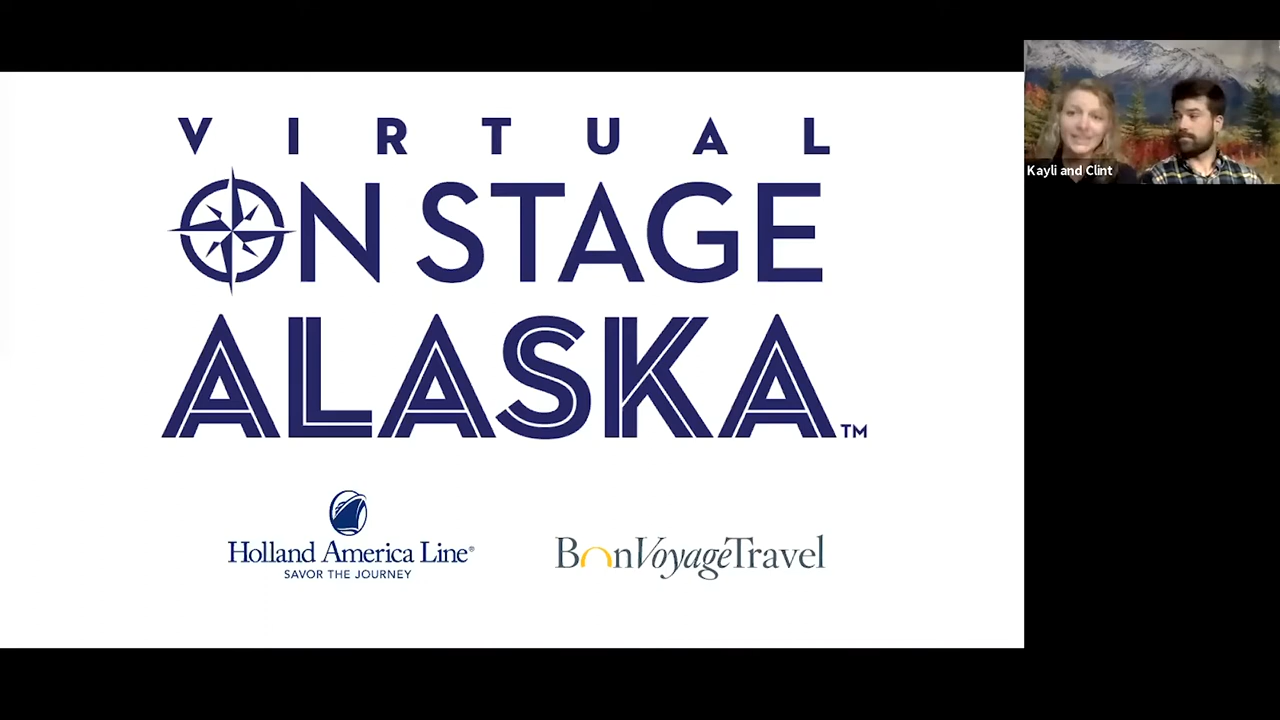 VIRTUAL
ON STAGE
ALASKA™
Holland America Line®
SAVOR THE JOURNEY
BonVoyageTravel
Kayli and Clint